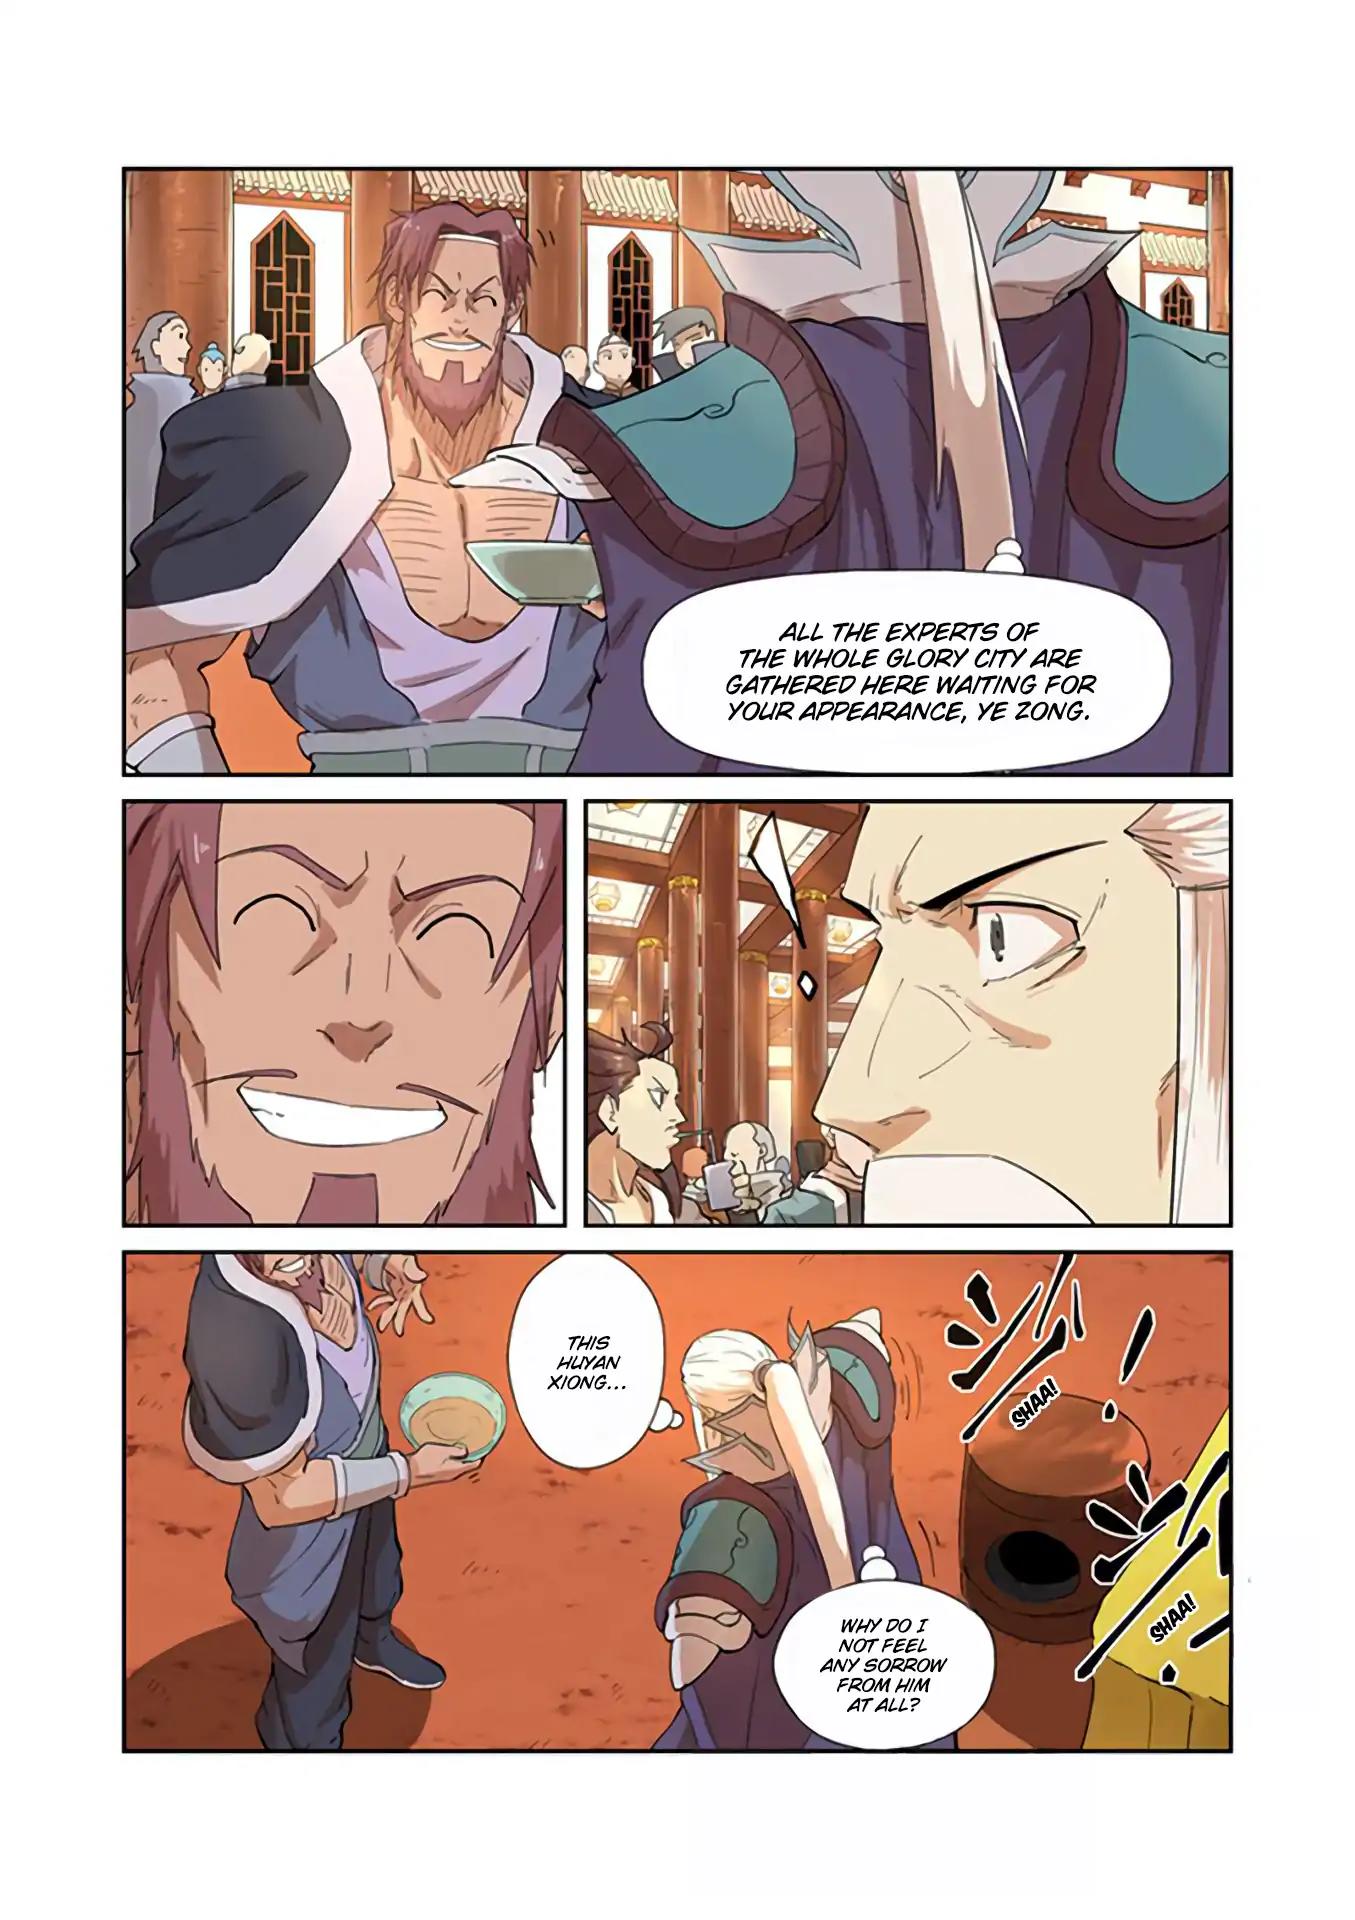 ALL THE EXPERTS OF
THE WHOLE GLORY CITY ARE
GATHERED HERE WAITING FOR
YOUR APPEARANCE, YE ZONG.
THIS
HUYAN
XIONG...
SHAA!
SHAA!
WHY DO I
NOT FEEL
ANY SORROW
FROM HIM
AT ALL?